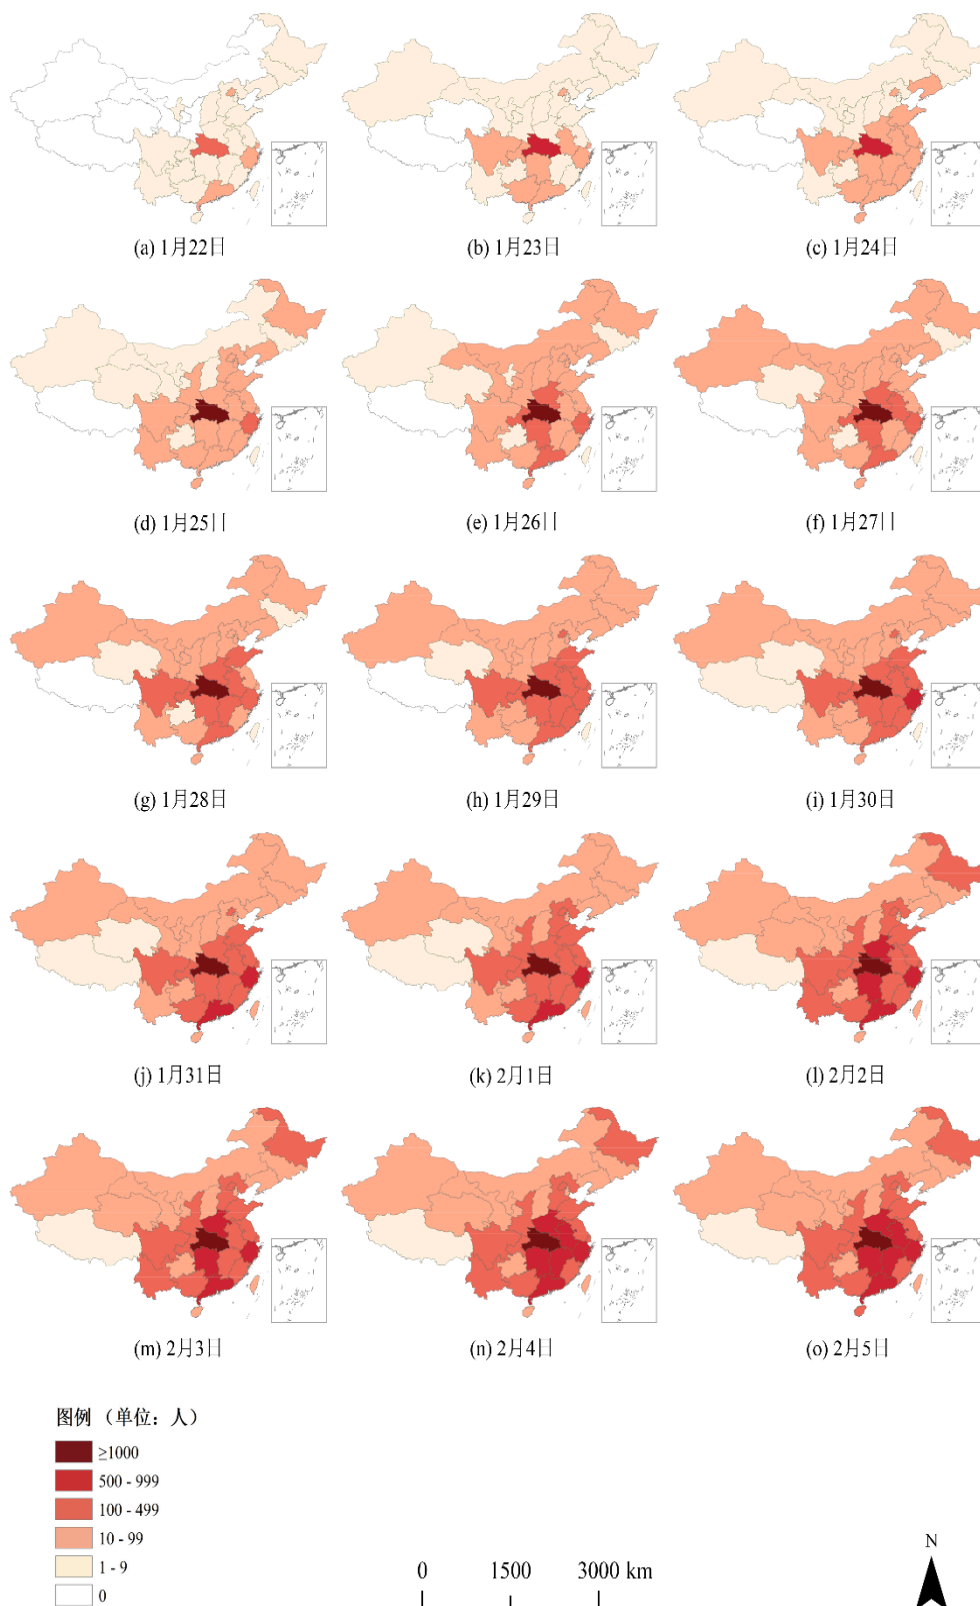 (a) 1月22日
(b) 1月23日
(c) 1月24日
(d) 1月25日
(e) 1月26日
(f) 1月27日
(g) 1月28日
(h) 1月29日
(i) 1月30日
(j) 1月31日
(k) 2月1日
(l) 2月2日
(m) 2月3日
(n) 2月4日
(o) 2月5日
图例 （单位：人）
≥1000
500 - 999
100 - 499
10 - 99
1 - 9
0
0 1500 3000 km
N